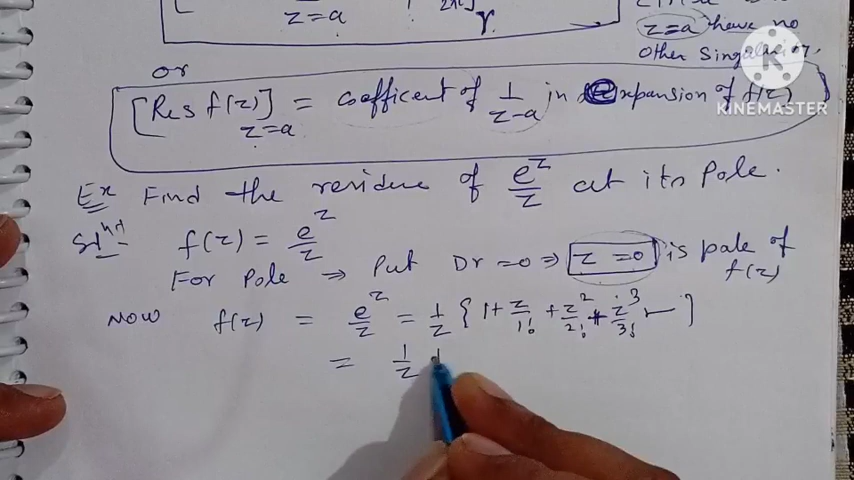 z=a
2πi
γ
z=a have no
other Singularity.
or
[Res f(z)] = coefficent of 1/(z-a) in expansion of f(z)
z=a
KINEMASTER
Ex Find the residue of e^z/z at its Pole.
Solⁿ:- f(z) = e^z/z
For Pole ⇒ Put Dr=0 ⇒ z=0 is pole of
f(z)
Now f(z) = e^z/z = 1/z { 1 + z/1! + z²/2! + z³/3! — }
= 1/z